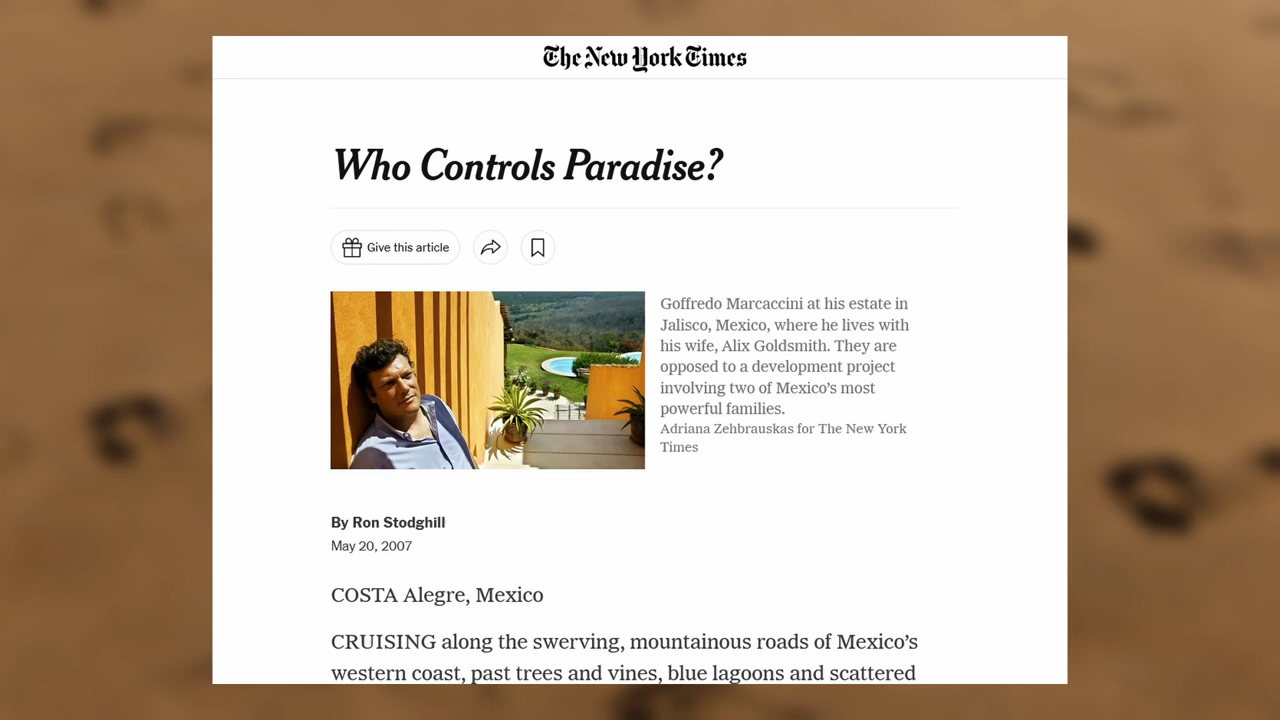 The New York Times
Who Controls Paradise?
Give this article
Goffredo Marcaccini at his estate in
Jalisco, Mexico, where he lives with
his wife, Alix Goldsmith. They are
opposed to a development project
involving two of Mexico’s most
powerful families.
Adriana Zehbrauskas for The New York
Times
By Ron Stodghill
May 20, 2007
COSTA Alegre, Mexico
CRUISING along the swerving, mountainous roads of Mexico’s
western coast, past trees and vines, blue lagoons and scattered